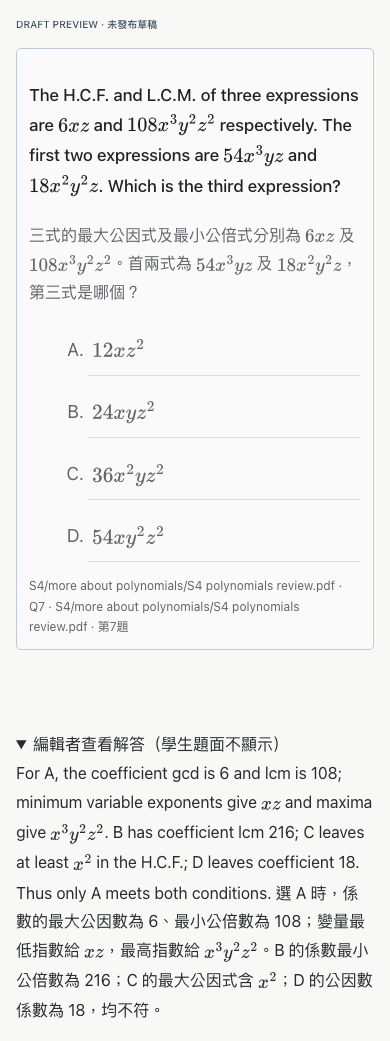 DRAFT PREVIEW · 未發布草稿
The H.C.F. and L.C.M. of three expressions
are 6xz and 108x³y²z² respectively. The
first two expressions are 54x³yz and
18x²y²z. Which is the third expression?
三式的最大公因式及最小公倍式分別為 6xz 及
108x³y²z²。首兩式為 54x³yz 及 18x²y²z，
第三式是哪個？
A. 12xz²
B. 24xyz²
C. 36x²yz²
D. 54xy²z²
S4/more about polynomials/S4 polynomials review.pdf ·
Q7 · S4/more about polynomials/S4 polynomials
review.pdf · 第7題
▼ 編輯者查看解答（學生題面不顯示）
For A, the coefficient gcd is 6 and lcm is 108;
minimum variable exponents give xz and maxima
give x³y²z². B has coefficient lcm 216; C leaves
at least x² in the H.C.F.; D leaves coefficient 18.
Thus only A meets both conditions. 選 A 時，係
數的最大公因數為 6、最小公倍數為 108；變量最
低指數給 xz，最高指數給 x³y²z²。B 的係數最小
公倍數為 216；C 的最大公因式含 x²；D 的公因數
係數為 18，均不符。